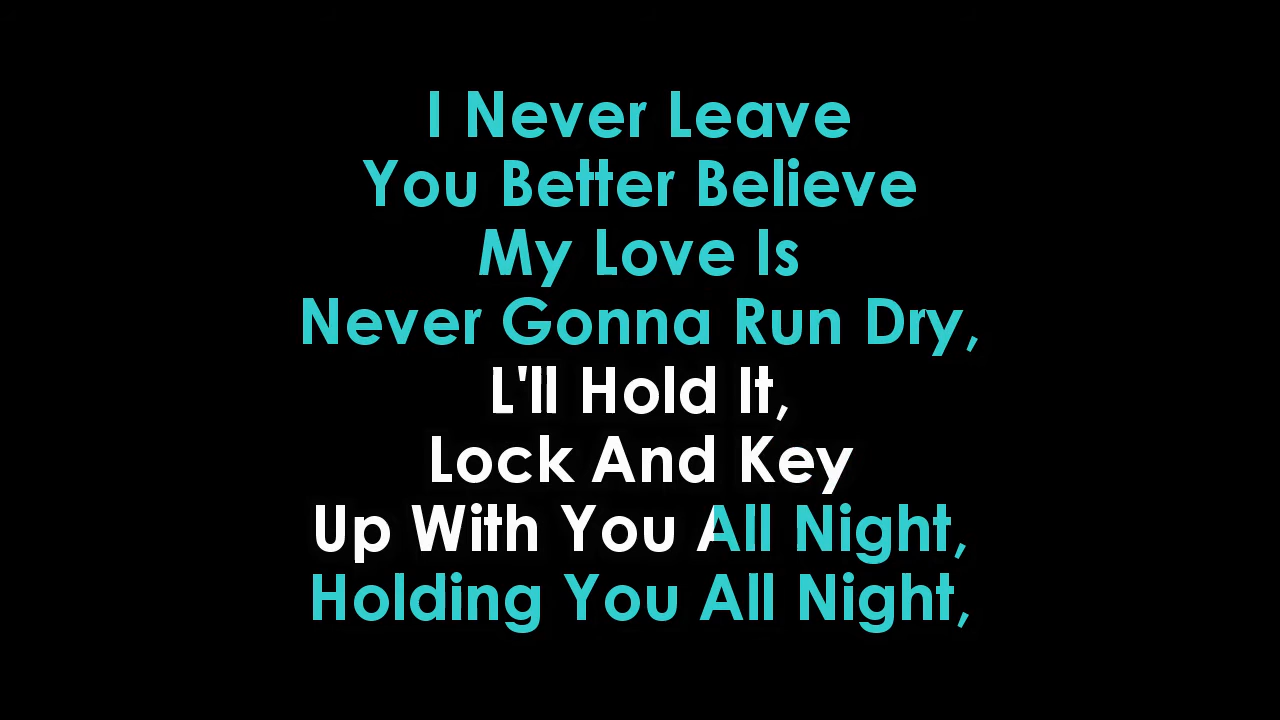 I Never Leave
You Better Believe
My Love Is
Never Gonna Run Dry,
L'll Hold It,
Lock And Key
Up With You All Night,
Holding You All Night,